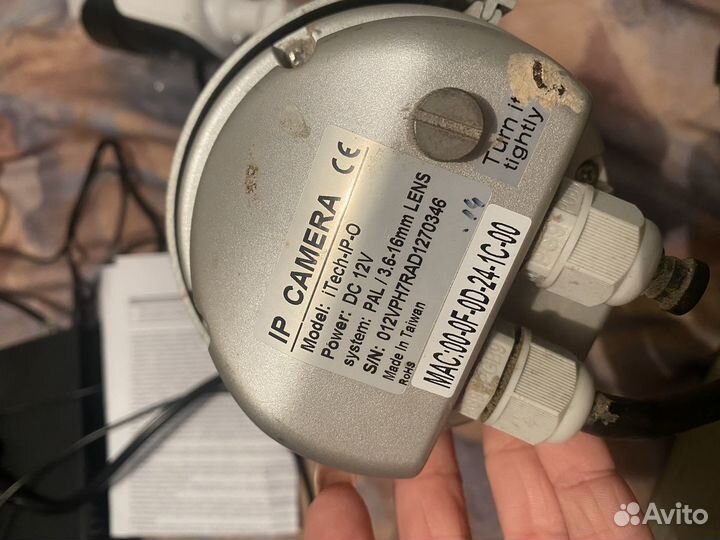 IP CAMERA CE
Model: iTech-IP-O
Power: DC 12V
system: PAL / 3.6-16mm LENS
S/N: 012VPH7RAD1270346
Made In Taiwan
RoHS
MAC:00-0F-0D-24-1C-00
Turn it
tightly
Avito